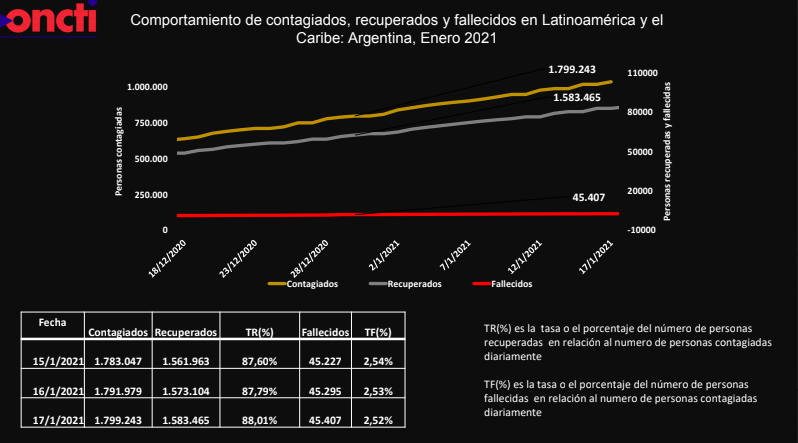 oncti
Comportamiento de contagiados, recuperados y fallecidos en Latinoamérica y el
Caribe: Argentina, Enero 2021
Personas contagiadas
1.000.000
750.000
500.000
250.000
0
1.799.243
1.583.465
45.407
110000
80000
50000
20000
-10000
Personas recuperadas y fallecidas
18/12/2020
23/12/2020
28/12/2020
2/1/2021
7/1/2021
12/1/2021
17/1/2021
Contagiados Recuperados Fallecidos
Fecha Contagiados Recuperados TR(%) Fallecidos TF(%)
15/1/2021 1.783.047 1.561.963 87,60% 45.227 2,54%
16/1/2021 1.791.979 1.573.104 87,79% 45.295 2,53%
17/1/2021 1.799.243 1.583.465 88,01% 45.407 2,52%
TR(%) es la tasa o el porcentaje del número de personas
recuperadas en relación al numero de personas contagiadas
diariamente
TF(%) es la tasa o el porcentaje del número de personas
fallecidas en relación al numero de personas contagiadas
diariamente